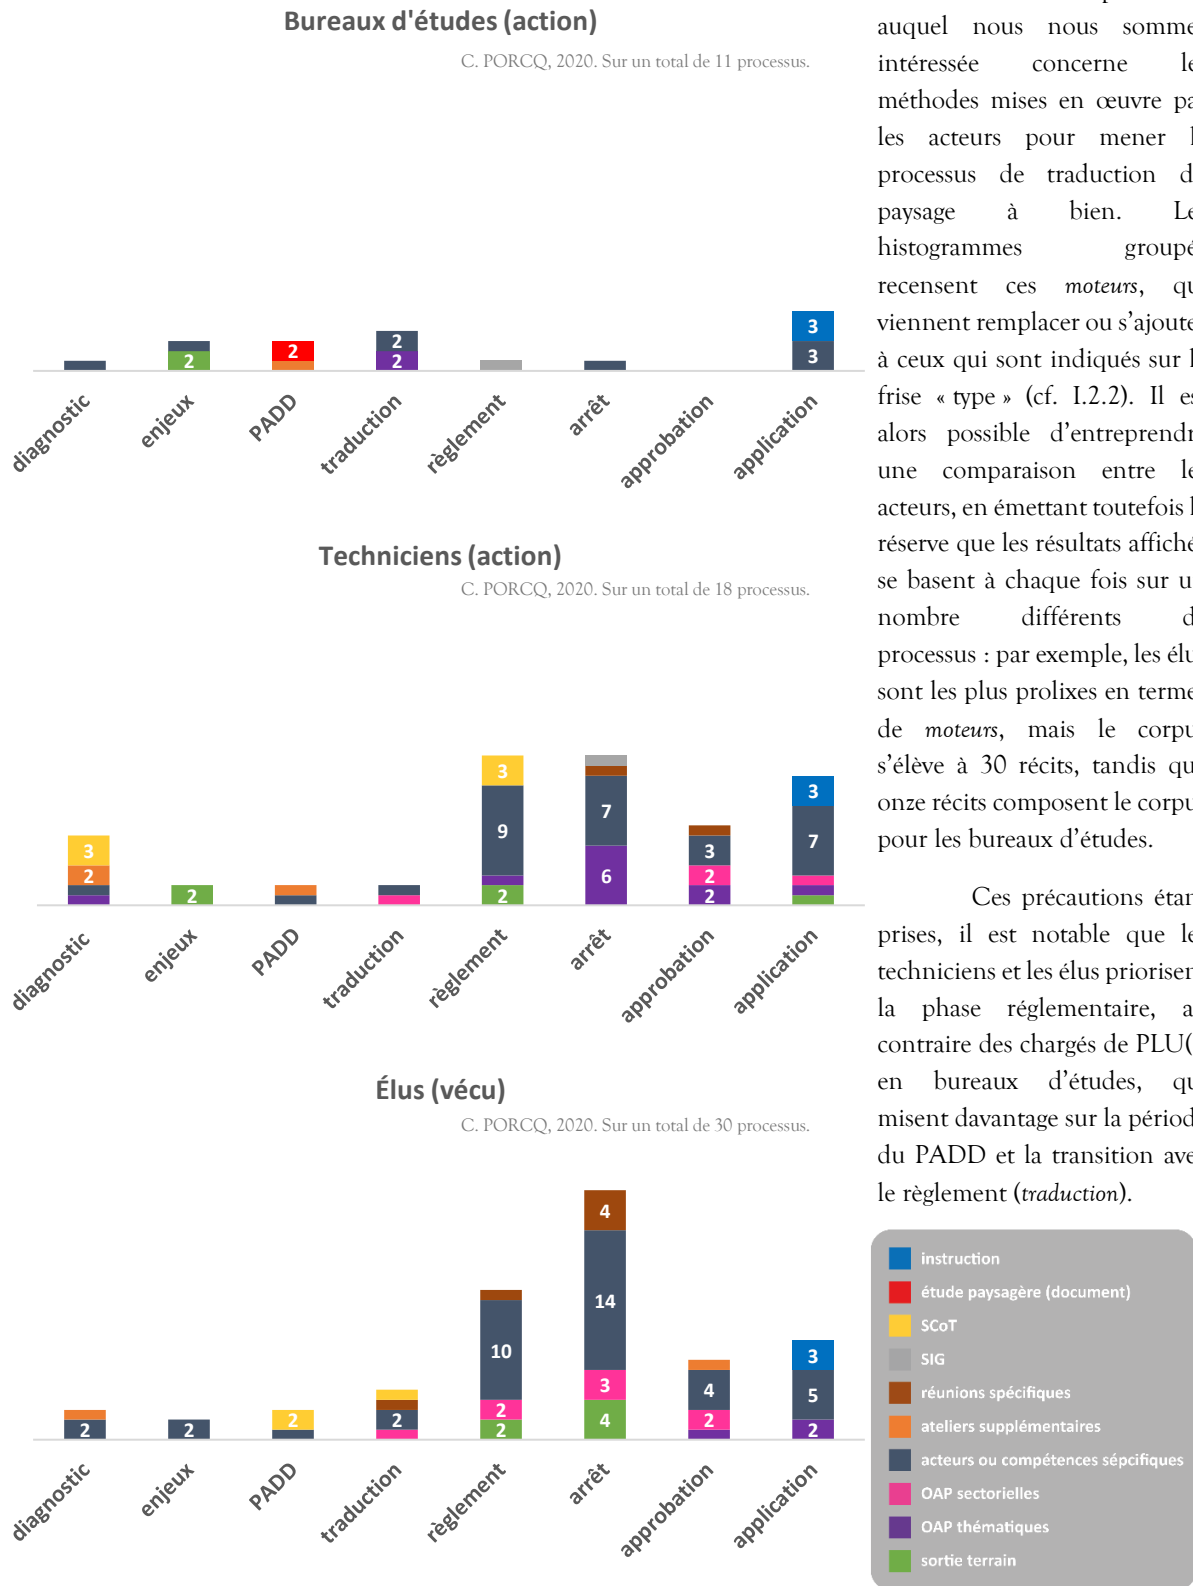 Bureaux d'études (action)
C. PORCQ, 2020. Sur un total de 11 processus.
2
2
2
2
3
3
diagnostic
enjeux
PADD
traduction
règlement
arrêt
approbation
application
Techniciens (action)
C. PORCQ, 2020. Sur un total de 18 processus.
3
2
2
3
9
2
7
6
3
2
2
3
7
diagnostic
enjeux
PADD
traduction
règlement
arrêt
approbation
application
Élus (vécu)
C. PORCQ, 2020. Sur un total de 30 processus.
2
2
2
2
10
2
2
4
14
3
4
4
2
3
5
2
diagnostic
enjeux
PADD
traduction
règlement
arrêt
approbation
application
auquel nous nous somme
intéressée concerne le
méthodes mises en œuvre pa
les acteurs pour mener l
processus de traduction d
paysage à bien. Le
histogrammes groupé
recensent ces moteurs, qu
viennent remplacer ou s'ajoute
à ceux qui sont indiqués sur l
frise « type » (cf. I.2.2). Il es
alors possible d'entreprendr
une comparaison entre le
acteurs, en émettant toutefois l
réserve que les résultats affiché
se basent à chaque fois sur u
nombre différents d
processus : par exemple, les élu
sont les plus prolixes en terme
de moteurs, mais le corpu
s'élève à 30 récits, tandis qu
onze récits composent le corpu
pour les bureaux d'études.
Ces précautions étan
prises, il est notable que le
techniciens et les élus priorisen
la phase réglementaire, a
contraire des chargés de PLU(
en bureaux d'études, qu
misent davantage sur la périod
du PADD et la transition ave
le règlement (traduction).
instruction
étude paysagère (document)
SCoT
SIG
réunions spécifiques
ateliers supplémentaires
acteurs ou compétences sépcifiques
OAP sectorielles
OAP thématiques
sortie terrain